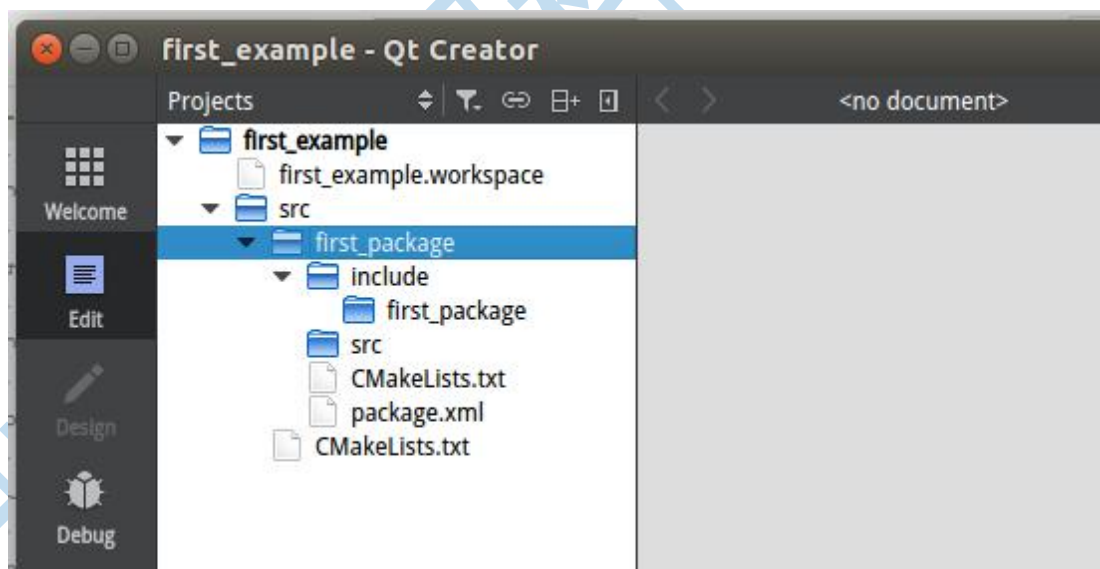 first_example - Qt Creator
Projects
<no document>
first_example
first_example.workspace
Welcome
src
first_package
include
Edit
first_package
src
CMakeLists.txt
package.xml
Design
CMakeLists.txt
Debug